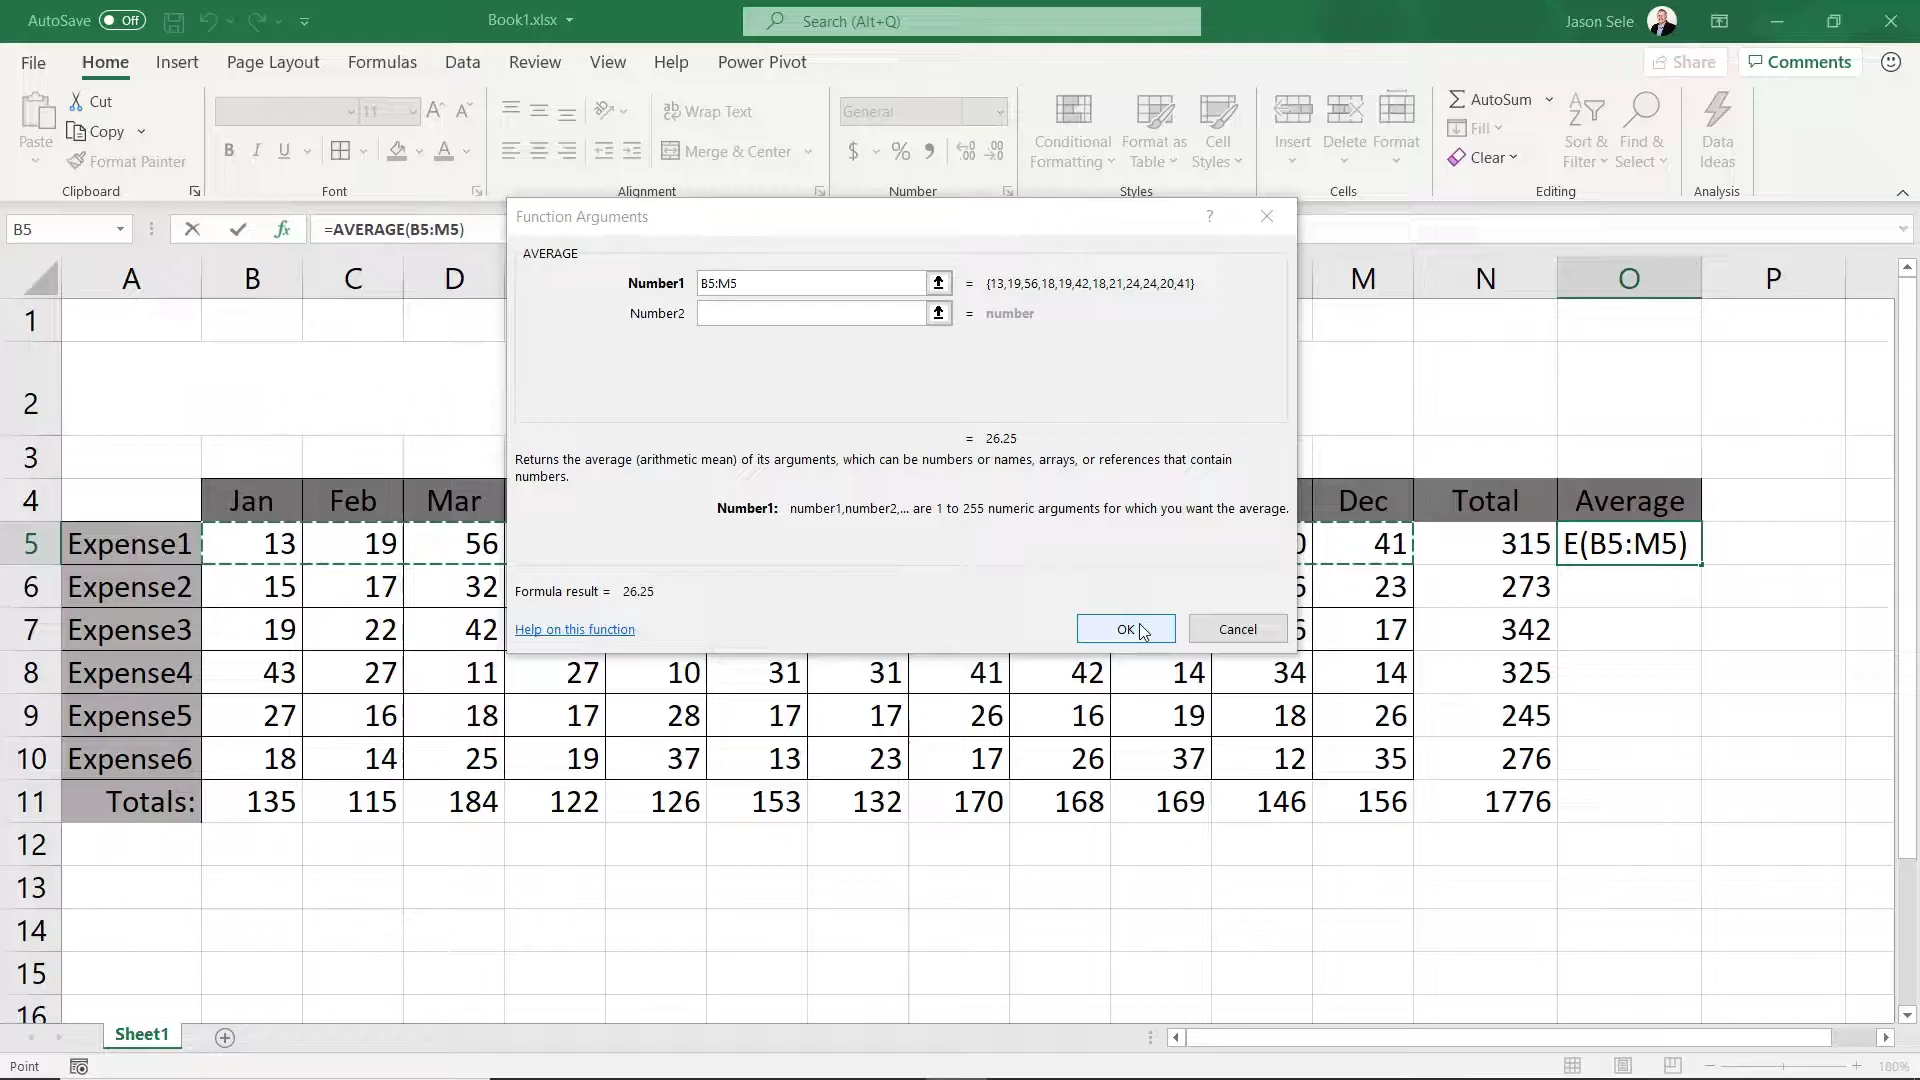 AutoSave Off Book1.xlsx Search (Alt+Q) Jason Sele
File Home Insert Page Layout Formulas Data Review View Help Power Pivot Share Comments
Paste Cut Copy Format Painter
Clipboard
11
B I U A
Font
Wrap Text
Merge & Center
Alignment
General
$ % 9
Number
Conditional Formatting Format as Table Cell Styles
Styles
Insert Delete Format
Cells
AutoSum Fill Clear Sort & Filter Find & Select
Editing
Data Ideas
Analysis
B5 fx =AVERAGE(B5:M5)
Function Arguments ?
AVERAGE
Number1 B5:M5 = {13,19,56,18,19,42,18,21,24,24,20,41}
Number2 = number
= 26.25
Returns the average (arithmetic mean) of its arguments, which can be numbers or names, arrays, or references that contain
numbers.
Number1: number1,number2,... are 1 to 255 numeric arguments for which you want the average.
Formula result = 26.25
Help on this function OK Cancel
A B C D M N O P
1
2
3
4 Jan Feb Mar Dec Total Average
5 Expense1 13 19 56 41 315 E(B5:M5)
6 Expense2 15 17 32 23 273
7 Expense3 19 22 42 17 342
8 Expense4 43 27 11 27 10 31 31 41 42 14 34 14 325
9 Expense5 27 16 18 17 28 17 17 26 16 19 18 26 245
10 Expense6 18 14 25 19 37 13 23 17 26 37 12 35 276
11 Totals: 135 115 184 122 126 153 132 170 168 169 146 156 1776
12
13
14
15
16
Sheet1
Point 180%